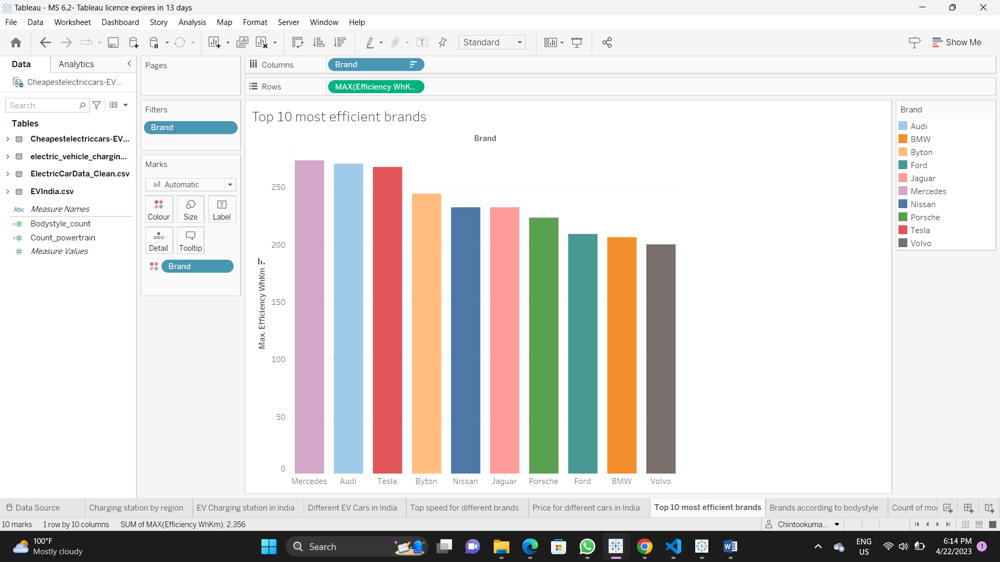 Tableau - MS 6.2- Tableau licence expires in 13 days
File Data Worksheet Dashboard Story Analysis Map Format Server Window Help
Standard
Show Me
Data Analytics
Cheapestelectriccars-EV...
Search
Tables
Cheapestelectriccars-EV...
electric_vehicle_chargin...
ElectricCarData_Clean.csv
EVIndia.csv
Abc Measure Names
Bodystyle_count
Count_powertrain
Measure Values
Pages
Filters
Brand
Marks
Automatic
Colour Size Label
Detail Tooltip
Brand
Columns Brand
Rows MAX(Efficiency WhK..
Top 10 most efficient brands
Brand
Max. Efficiency WhKm
250
200
150
100
50
0
Mercedes Audi Tesla Byton Nissan Jaguar Porsche Ford BMW Volvo
Brand
Audi
BMW
Byton
Ford
Jaguar
Mercedes
Nissan
Porsche
Tesla
Volvo
Data Source Charging station by region EV Charging station in india Different EV Cars in India Top speed for different brands Price for different cars in India Top 10 most efficient brands Brands according to bodystyle Count of mo
10 marks 1 row by 10 columns SUM of MAX(Efficiency WhKm): 2,356 Chintookuma...
100°F
Mostly cloudy
Search
ENG
US
6:14 PM
4/22/2023
1